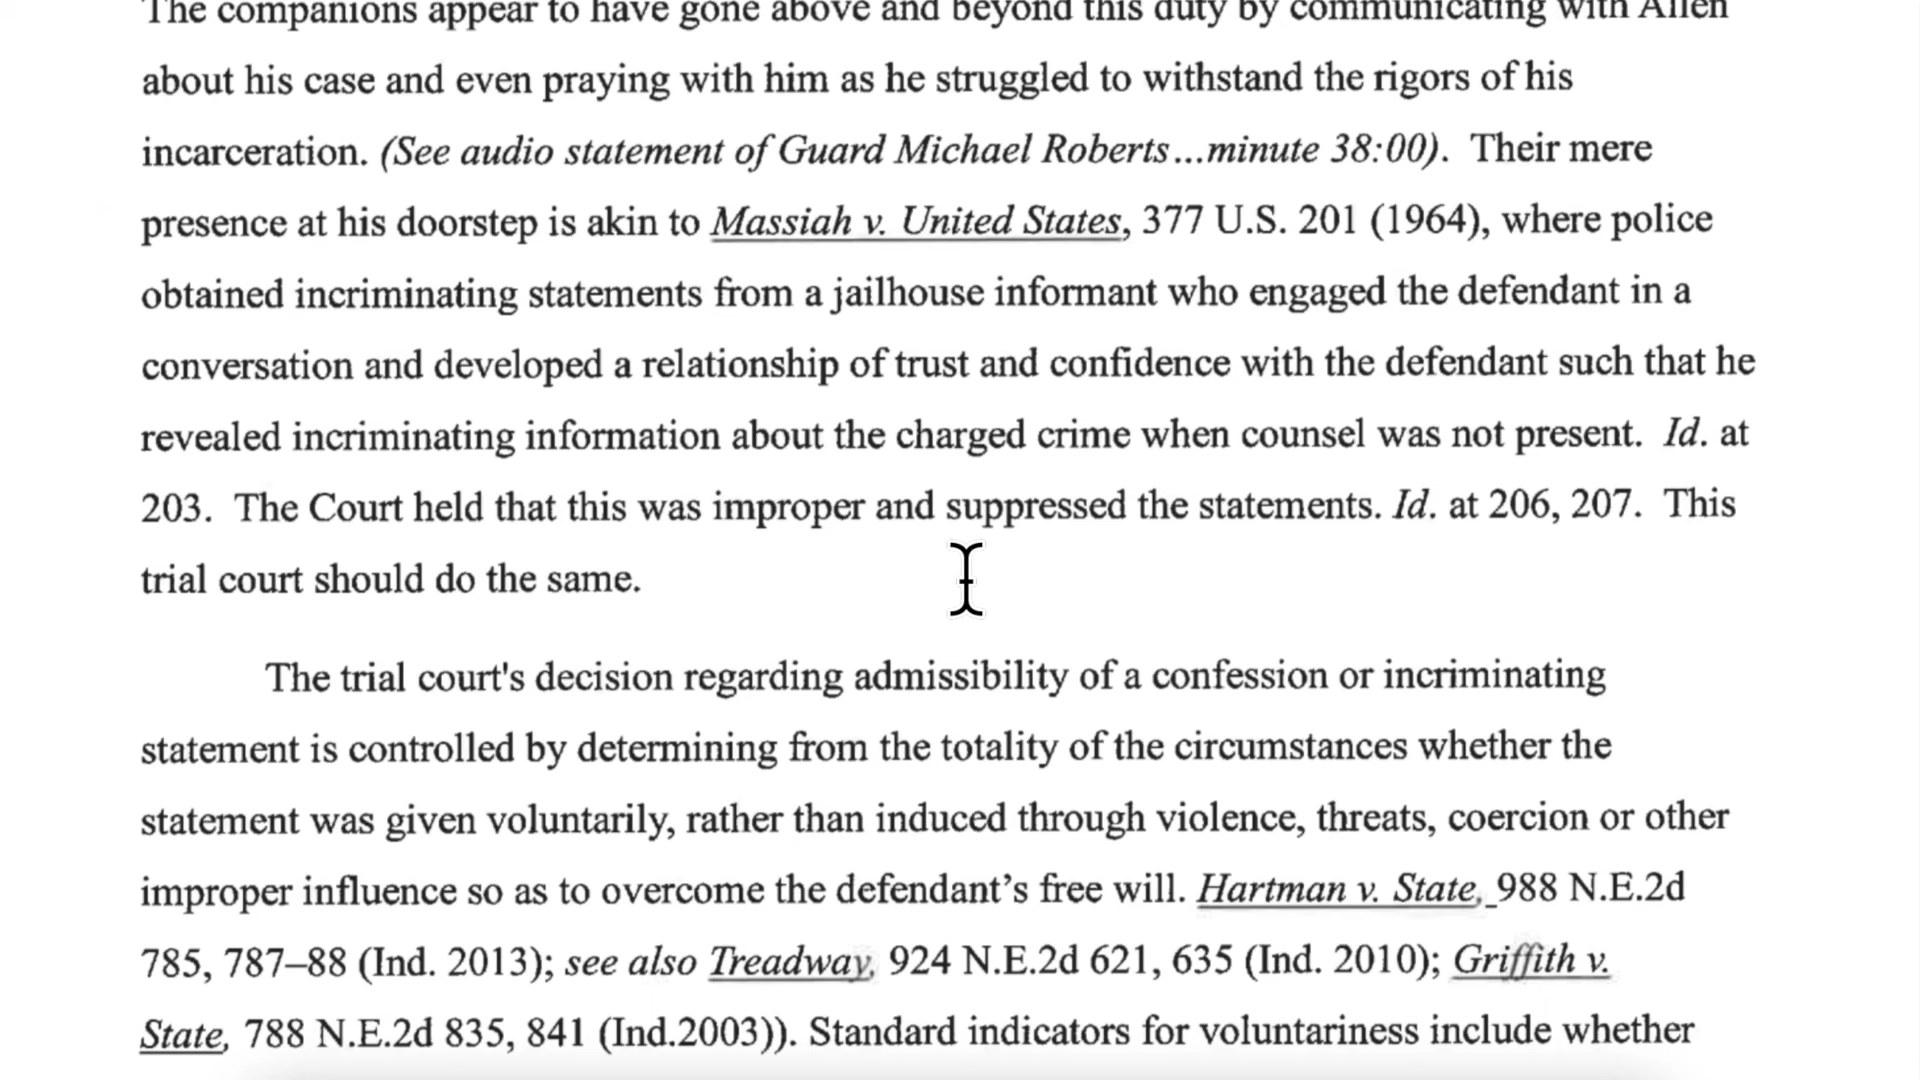 The companions appear to have gone above and beyond this duty by communicating with Allen
about his case and even praying with him as he struggled to withstand the rigors of his
incarceration. (See audio statement of Guard Michael Roberts...minute 38:00).  Their mere
presence at his doorstep is akin to Massiah v. United States, 377 U.S. 201 (1964), where police
obtained incriminating statements from a jailhouse informant who engaged the defendant in a
conversation and developed a relationship of trust and confidence with the defendant such that he
revealed incriminating information about the charged crime when counsel was not present.  Id. at
203.  The Court held that this was improper and suppressed the statements. Id. at 206, 207.  This
trial court should do the same.
The trial court's decision regarding admissibility of a confession or incriminating
statement is controlled by determining from the totality of the circumstances whether the
statement was given voluntarily, rather than induced through violence, threats, coercion or other
improper influence so as to overcome the defendant’s free will. Hartman v. State, 988 N.E.2d
785, 787–88 (Ind. 2013); see also Treadway, 924 N.E.2d 621, 635 (Ind. 2010); Griffith v.
State, 788 N.E.2d 835, 841 (Ind.2003)). Standard indicators for voluntariness include whether